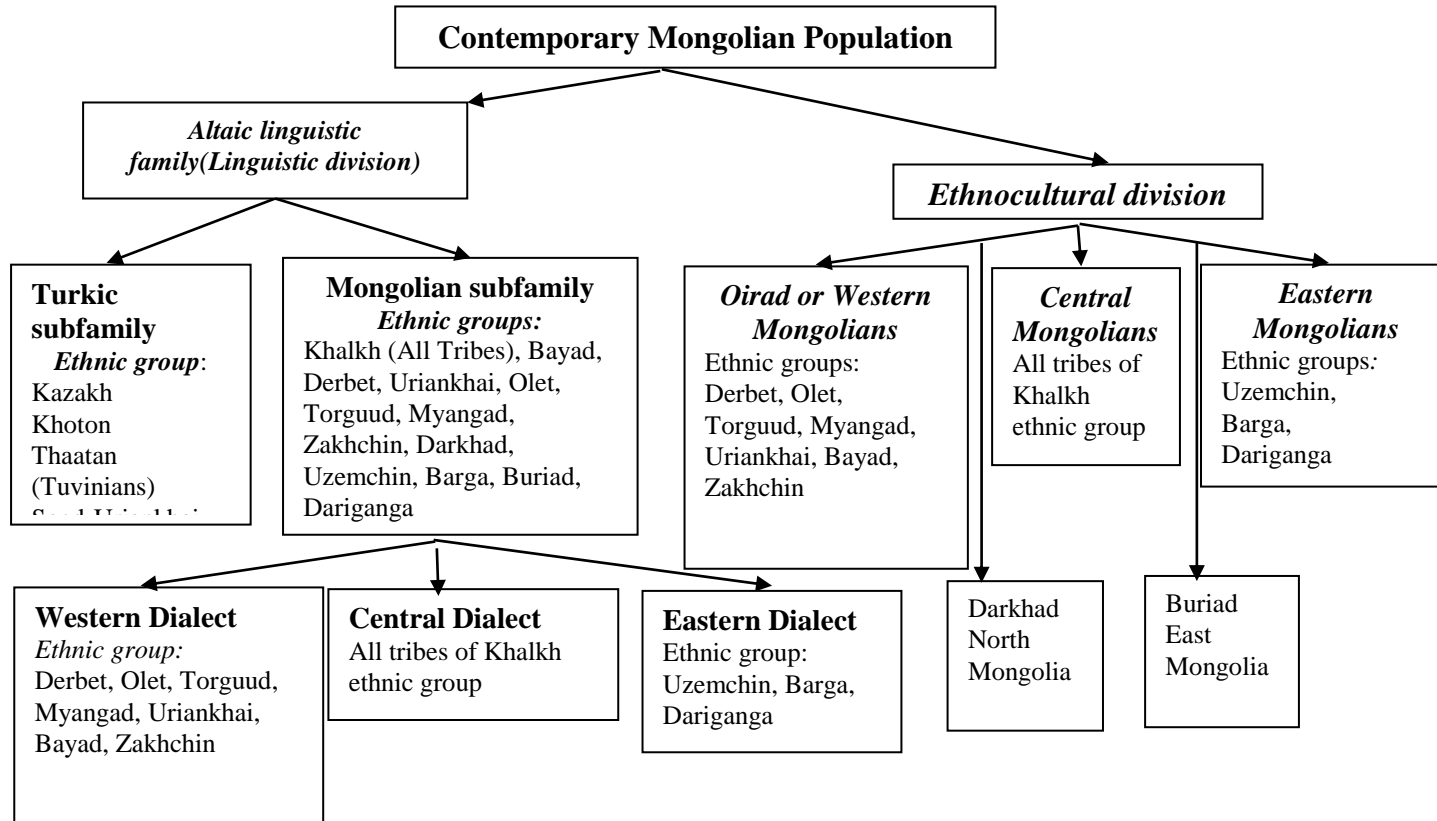 Contemporary Mongolian Population
Altaic linguistic
family(Linguistic division)
Ethnocultural division
Turkic
subfamily
Ethnic group:
Kazakh
Khoton
Thaatan
(Tuvinians)
Mongolian subfamily
Ethnic groups:
Khalkh (All Tribes), Bayad,
Derbet, Uriankhai, Olet,
Torguud, Myangad,
Zakhchin, Darkhad,
Uzemchin, Barga, Buriad,
Dariganga
Oirad or Western
Mongolians
Ethnic groups:
Derbet, Olet,
Torguud, Myangad,
Uriankhai, Bayad,
Zakhchin
Central
Mongolians
All tribes of
Khalkh
ethnic group
Eastern
Mongolians
Ethnic groups:
Uzemchin,
Barga,
Dariganga
Western Dialect
Ethnic group:
Derbet, Olet, Torguud,
Myangad, Uriankhai,
Bayad, Zakhchin
Central Dialect
All tribes of Khalkh
ethnic group
Eastern Dialect
Ethnic group:
Uzemchin, Barga,
Dariganga
Darkhad
North
Mongolia
Buriad
East
Mongolia